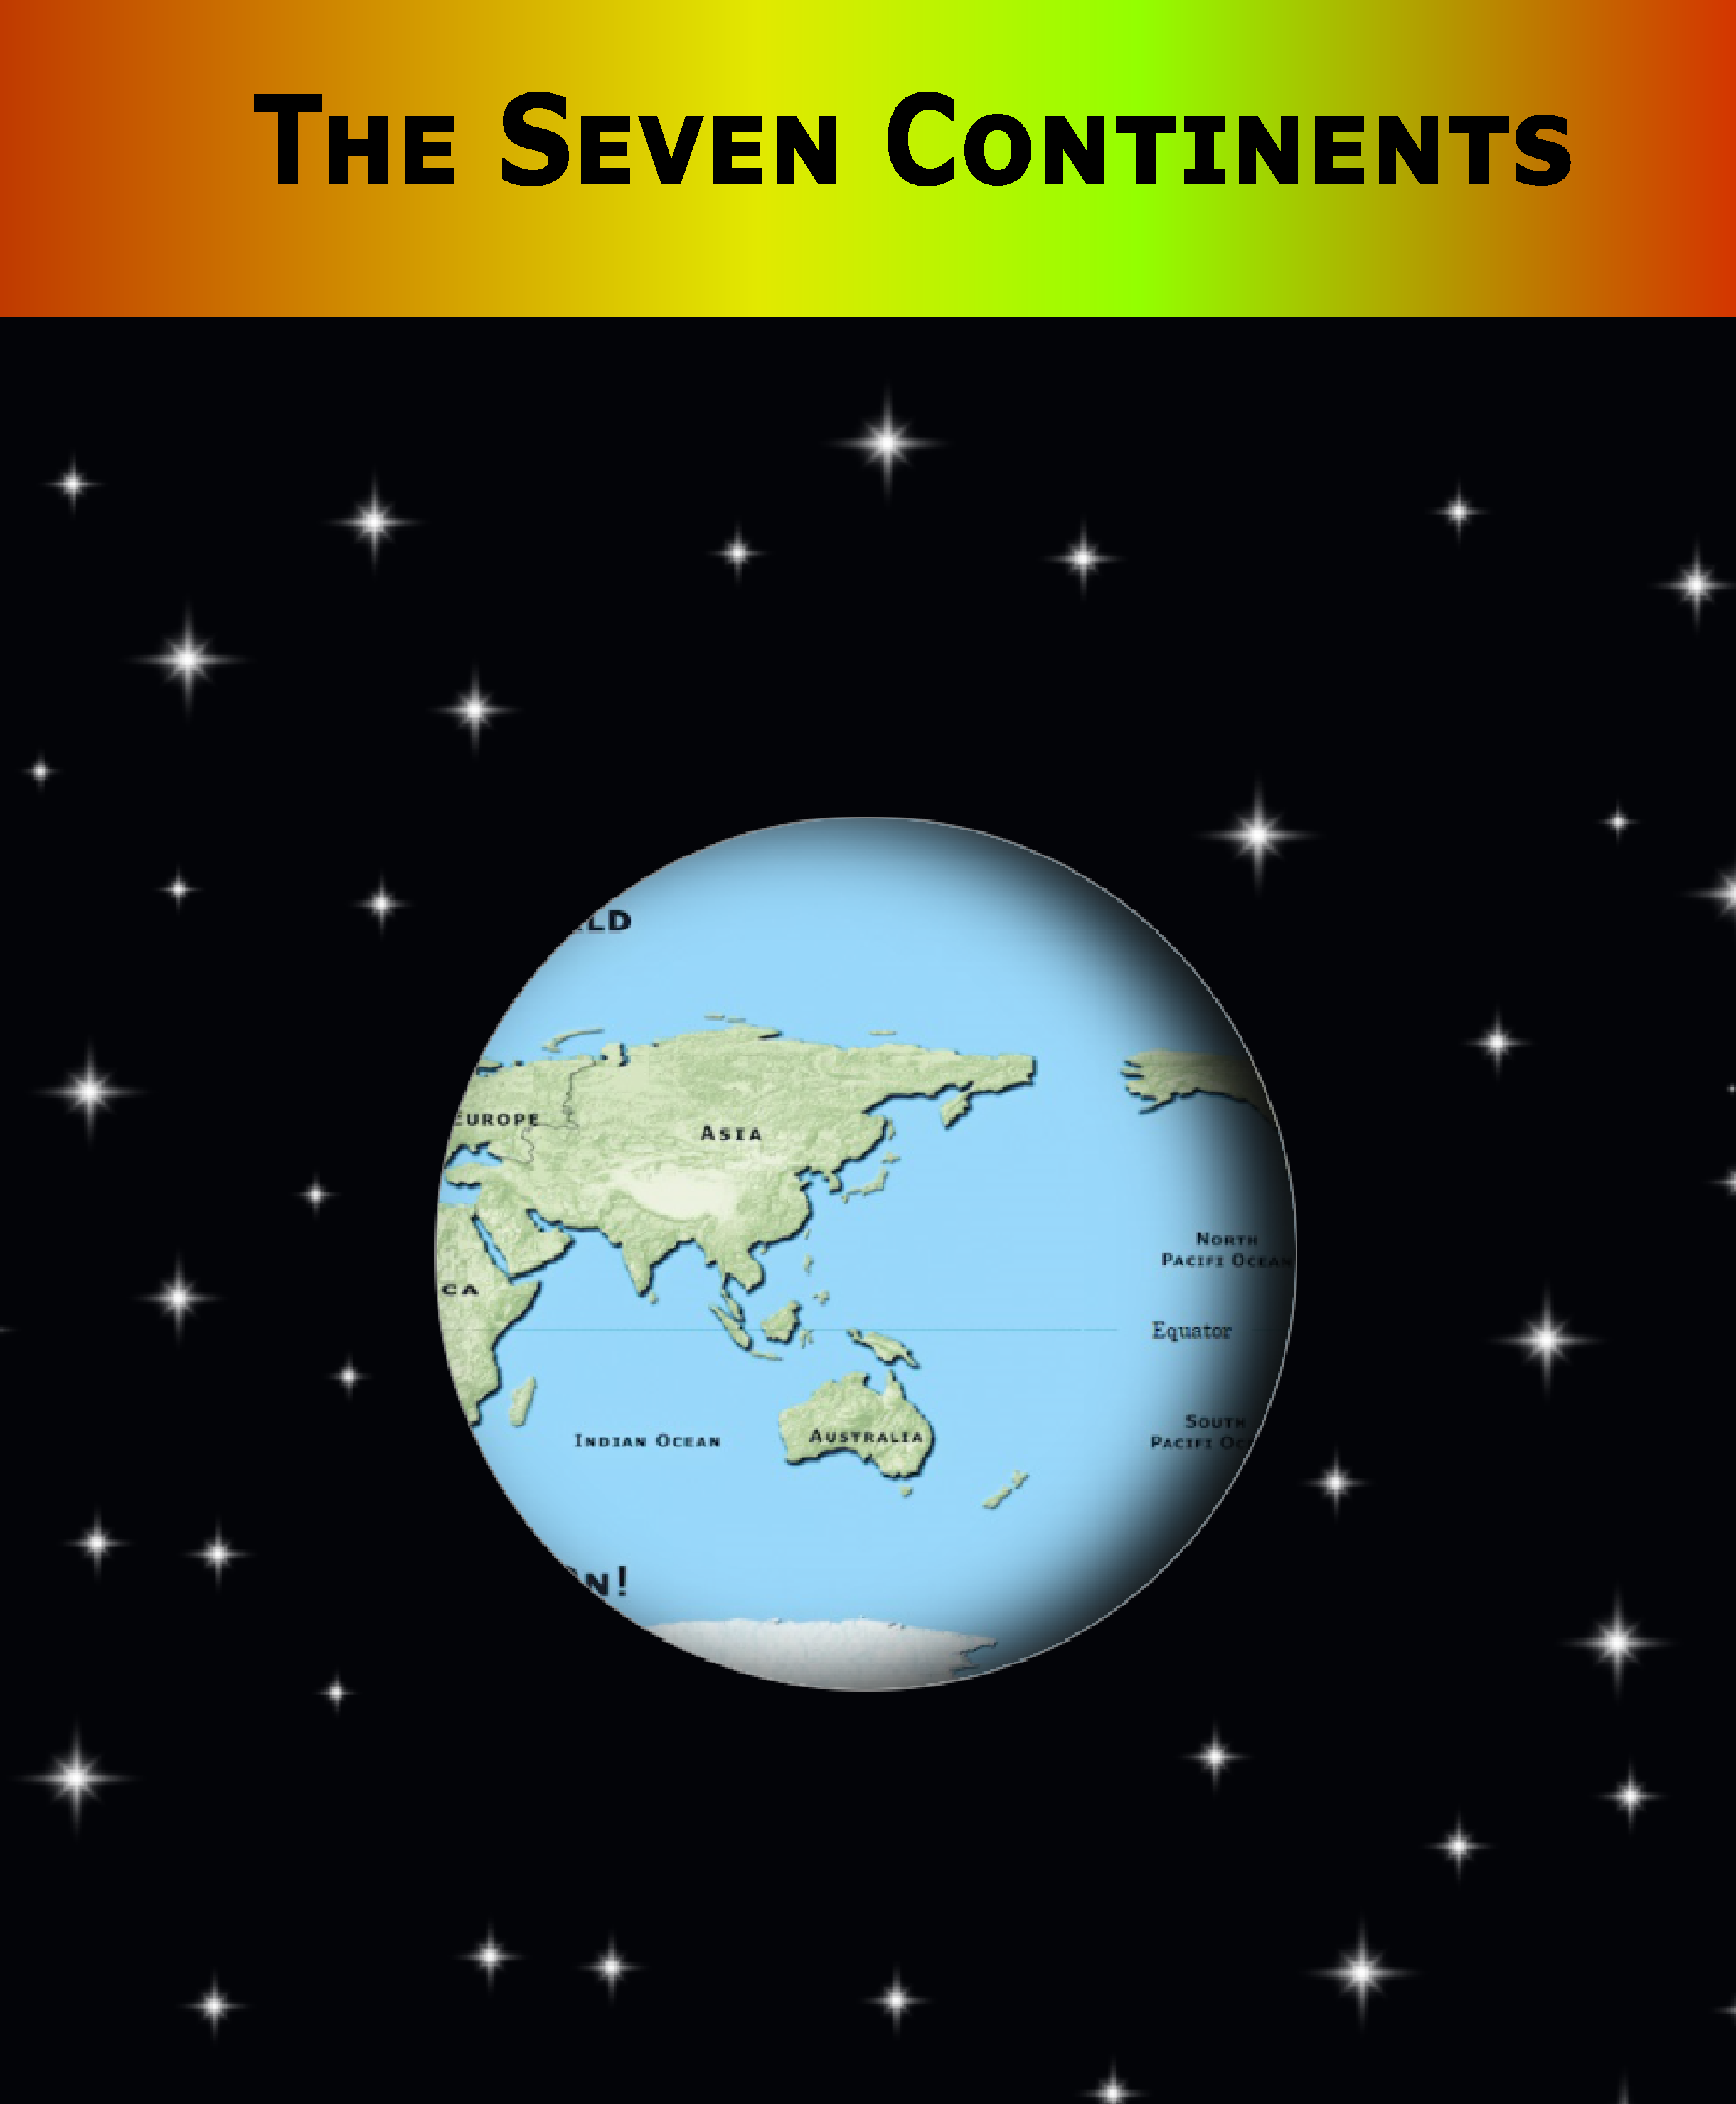 The Seven Continents
LD
EUROPE
Asia
North
Pacifi Ocean
CA
Equator
South
Pacifi Oc
Australia
Indian Ocean
N!